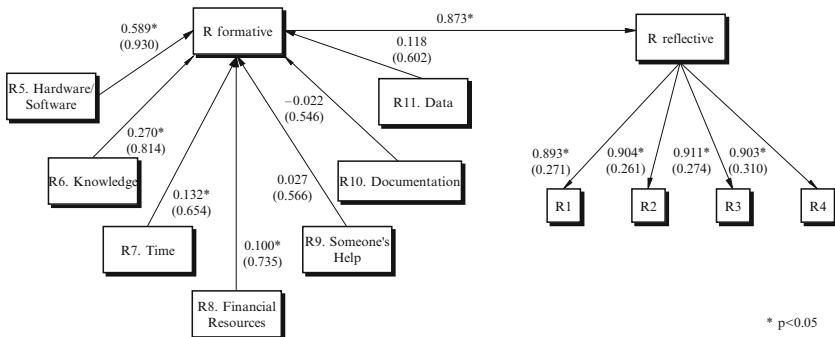 0.589*
(0.930)
R formative
0.873*
R reflective
0.118
(0.602)
R5. Hardware/
Software
R11. Data
−0.022
(0.546)
0.270*
(0.814)
R6. Knowledge
R10. Documentation
0.132*
(0.654)
0.027
(0.566)
R7. Time
0.100*
(0.735)
R9. Someone's
Help
R8. Financial
Resources
0.893*
(0.271)
0.904*
(0.261)
0.911*
(0.274)
0.903*
(0.310)
R1
R2
R3
R4
* p<0.05